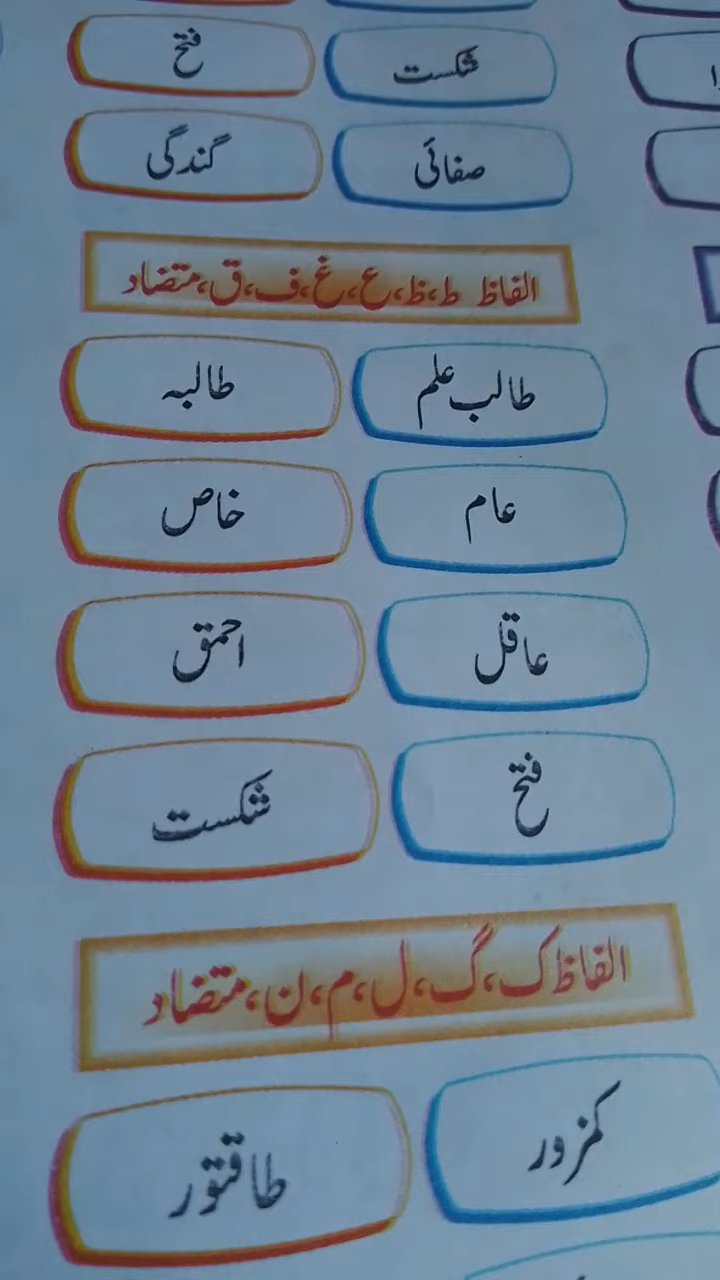 شکست فتح
صفائی گندگی
الفاظ ط، ظ، ع، غ، ف، ق، متضاد
طالب علم طالبہ
عام خاص
عاقل احمق
فتح شکست
الفاظ ک، گ، ل، م، ن، متضاد
کمزور طاقتور